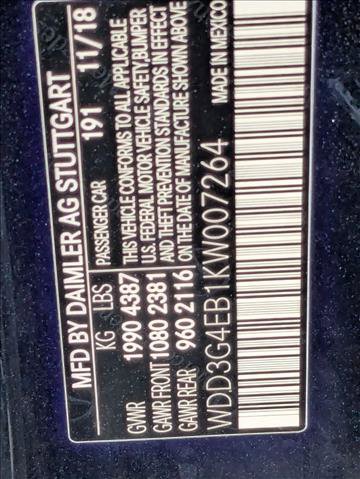 MFD BY DAIMLER AG STUTTGART
KG LBS PASSENGER CAR 191 11/18
GWR 1990 4387 THIS VEHICLE CONFORMS TO ALL APPLICABLE
GAWR FRONT 1080 2381 U.S. FEDERAL MOTOR VEHICLE SAFETY, BUMPER
GAWR REAR 960 2116 AND THEFT PREVENTION STANDARDS IN EFFECT
ON THE DATE OF MANUFACTURE SHOWN ABOVE
WDD3G4EB1KW007264 MADE IN MEXICO